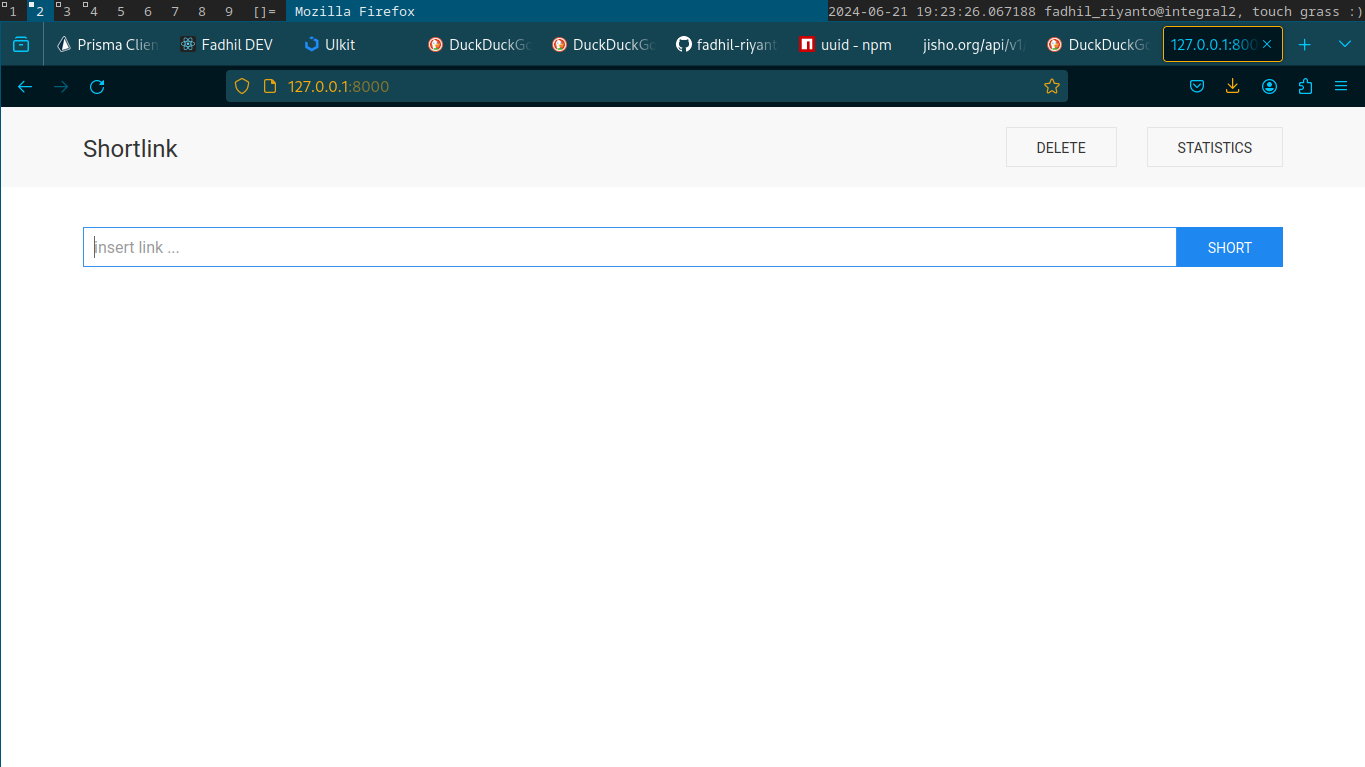 1 2 3 4 5 6 7 8 9 []= Mozilla Firefox 2024-06-21 19:23:26.067188 fadhil_riyanto@integral2, touch grass :)
Prisma Clien Fadhil DEV UIkit DuckDuckGo DuckDuckGo fadhil-riyant uuid - npm jisho.org/api/v1/ DuckDuckGo 127.0.0.1:800
127.0.0.1:8000
Shortlink DELETE STATISTICS
insert link ... SHORT